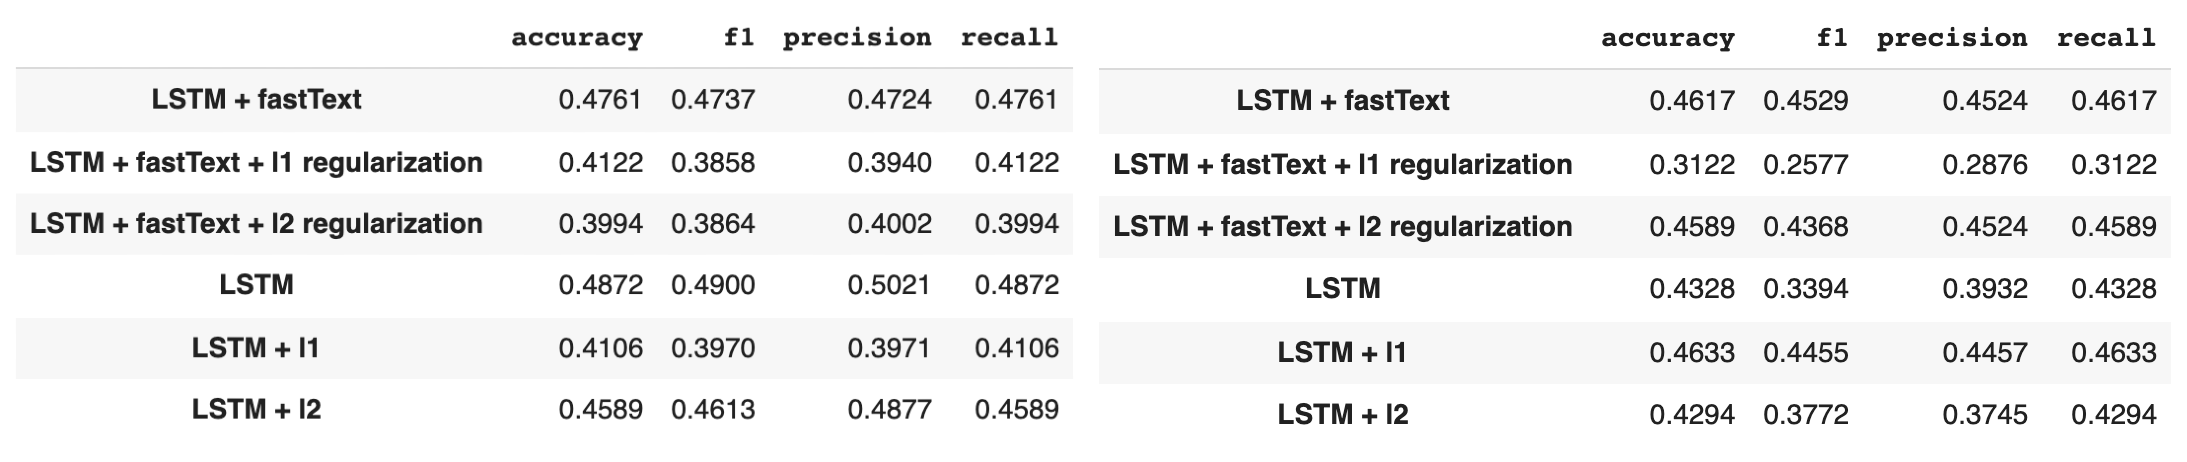 accuracy f1 precision recall
LSTM + fastText 0.4761 0.4737 0.4724 0.4761
LSTM + fastText + l1 regularization 0.4122 0.3858 0.3940 0.4122
LSTM + fastText + l2 regularization 0.3994 0.3864 0.4002 0.3994
LSTM 0.4872 0.4900 0.5021 0.4872
LSTM + l1 0.4106 0.3970 0.3971 0.4106
LSTM + l2 0.4589 0.4613 0.4877 0.4589
accuracy f1 precision recall
LSTM + fastText 0.4617 0.4529 0.4524 0.4617
LSTM + fastText + l1 regularization 0.3122 0.2577 0.2876 0.3122
LSTM + fastText + l2 regularization 0.4589 0.4368 0.4524 0.4589
LSTM 0.4328 0.3394 0.3932 0.4328
LSTM + l1 0.4633 0.4455 0.4457 0.4633
LSTM + l2 0.4294 0.3772 0.3745 0.4294